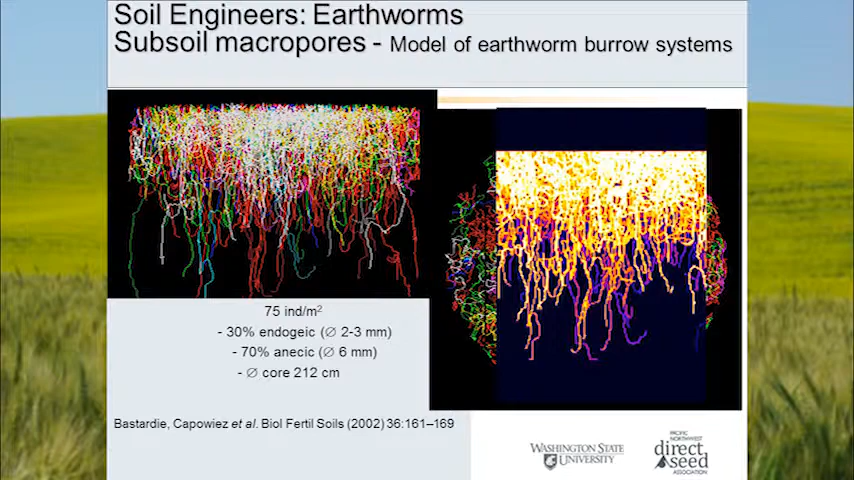 Soil Engineers: Earthworms
Subsoil macropores - Model of earthworm burrow systems
75 ind/m²
- 30% endogeic (∅ 2-3 mm)
- 70% anecic (∅ 6 mm)
- ∅ core 212 cm
Bastardie, Capowiez et al. Biol Fertil Soils (2002) 36:161–169
WASHINGTON STATE
UNIVERSITY
PACIFIC
NORTHWEST
direct
seed
ASSOCIATION